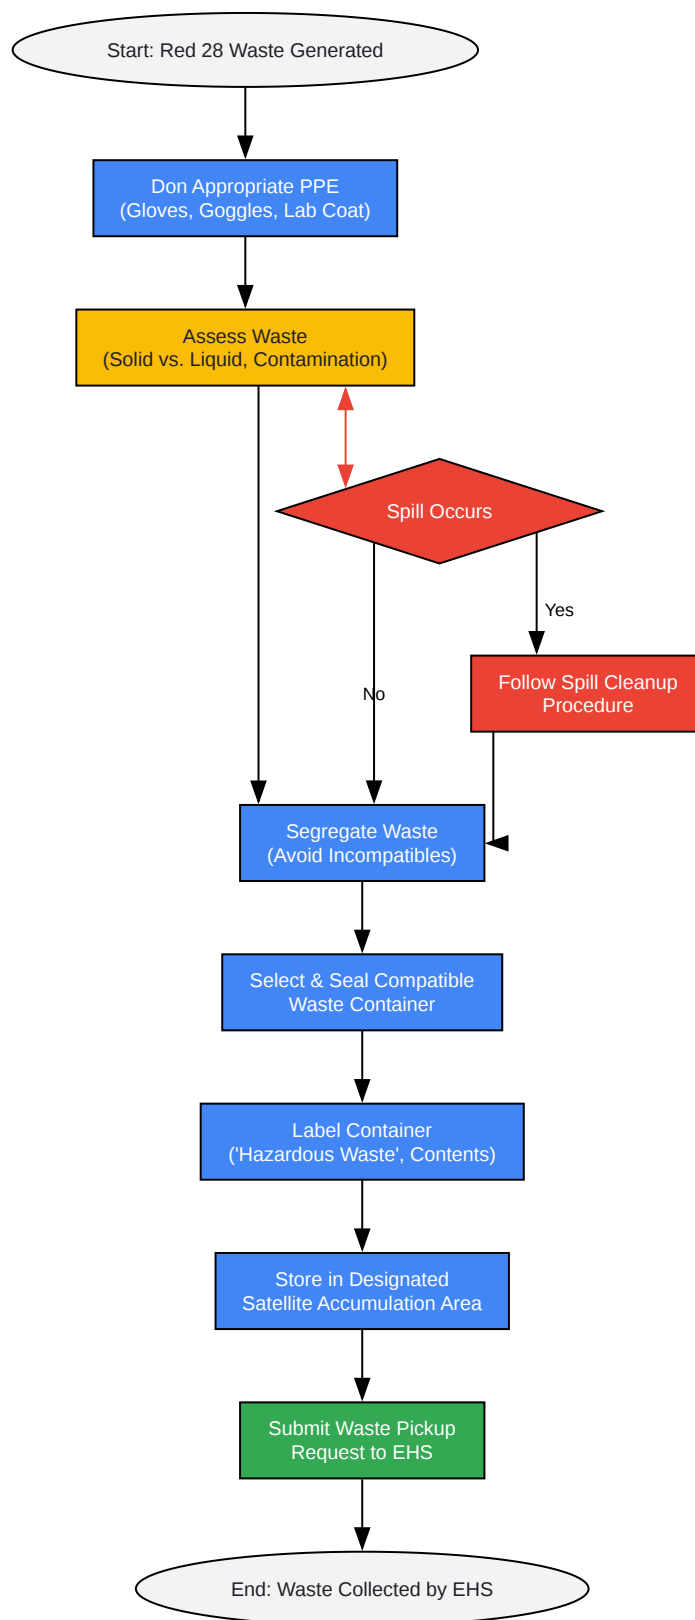 Start: Red 28 Waste Generated
Don Appropriate PPE
(Gloves, Goggles, Lab Coat)
Assess Waste
(Solid vs. Liquid, Contamination)
Spill Occurs
Yes
Follow Spill Cleanup
Procedure
No
Segregate Waste
(Avoid Incompatibles)
Select & Seal Compatible
Waste Container
Label Container
('Hazardous Waste', Contents)
Store in Designated
Satellite Accumulation Area
Submit Waste Pickup
Request to EHS
End: Waste Collected by EHS